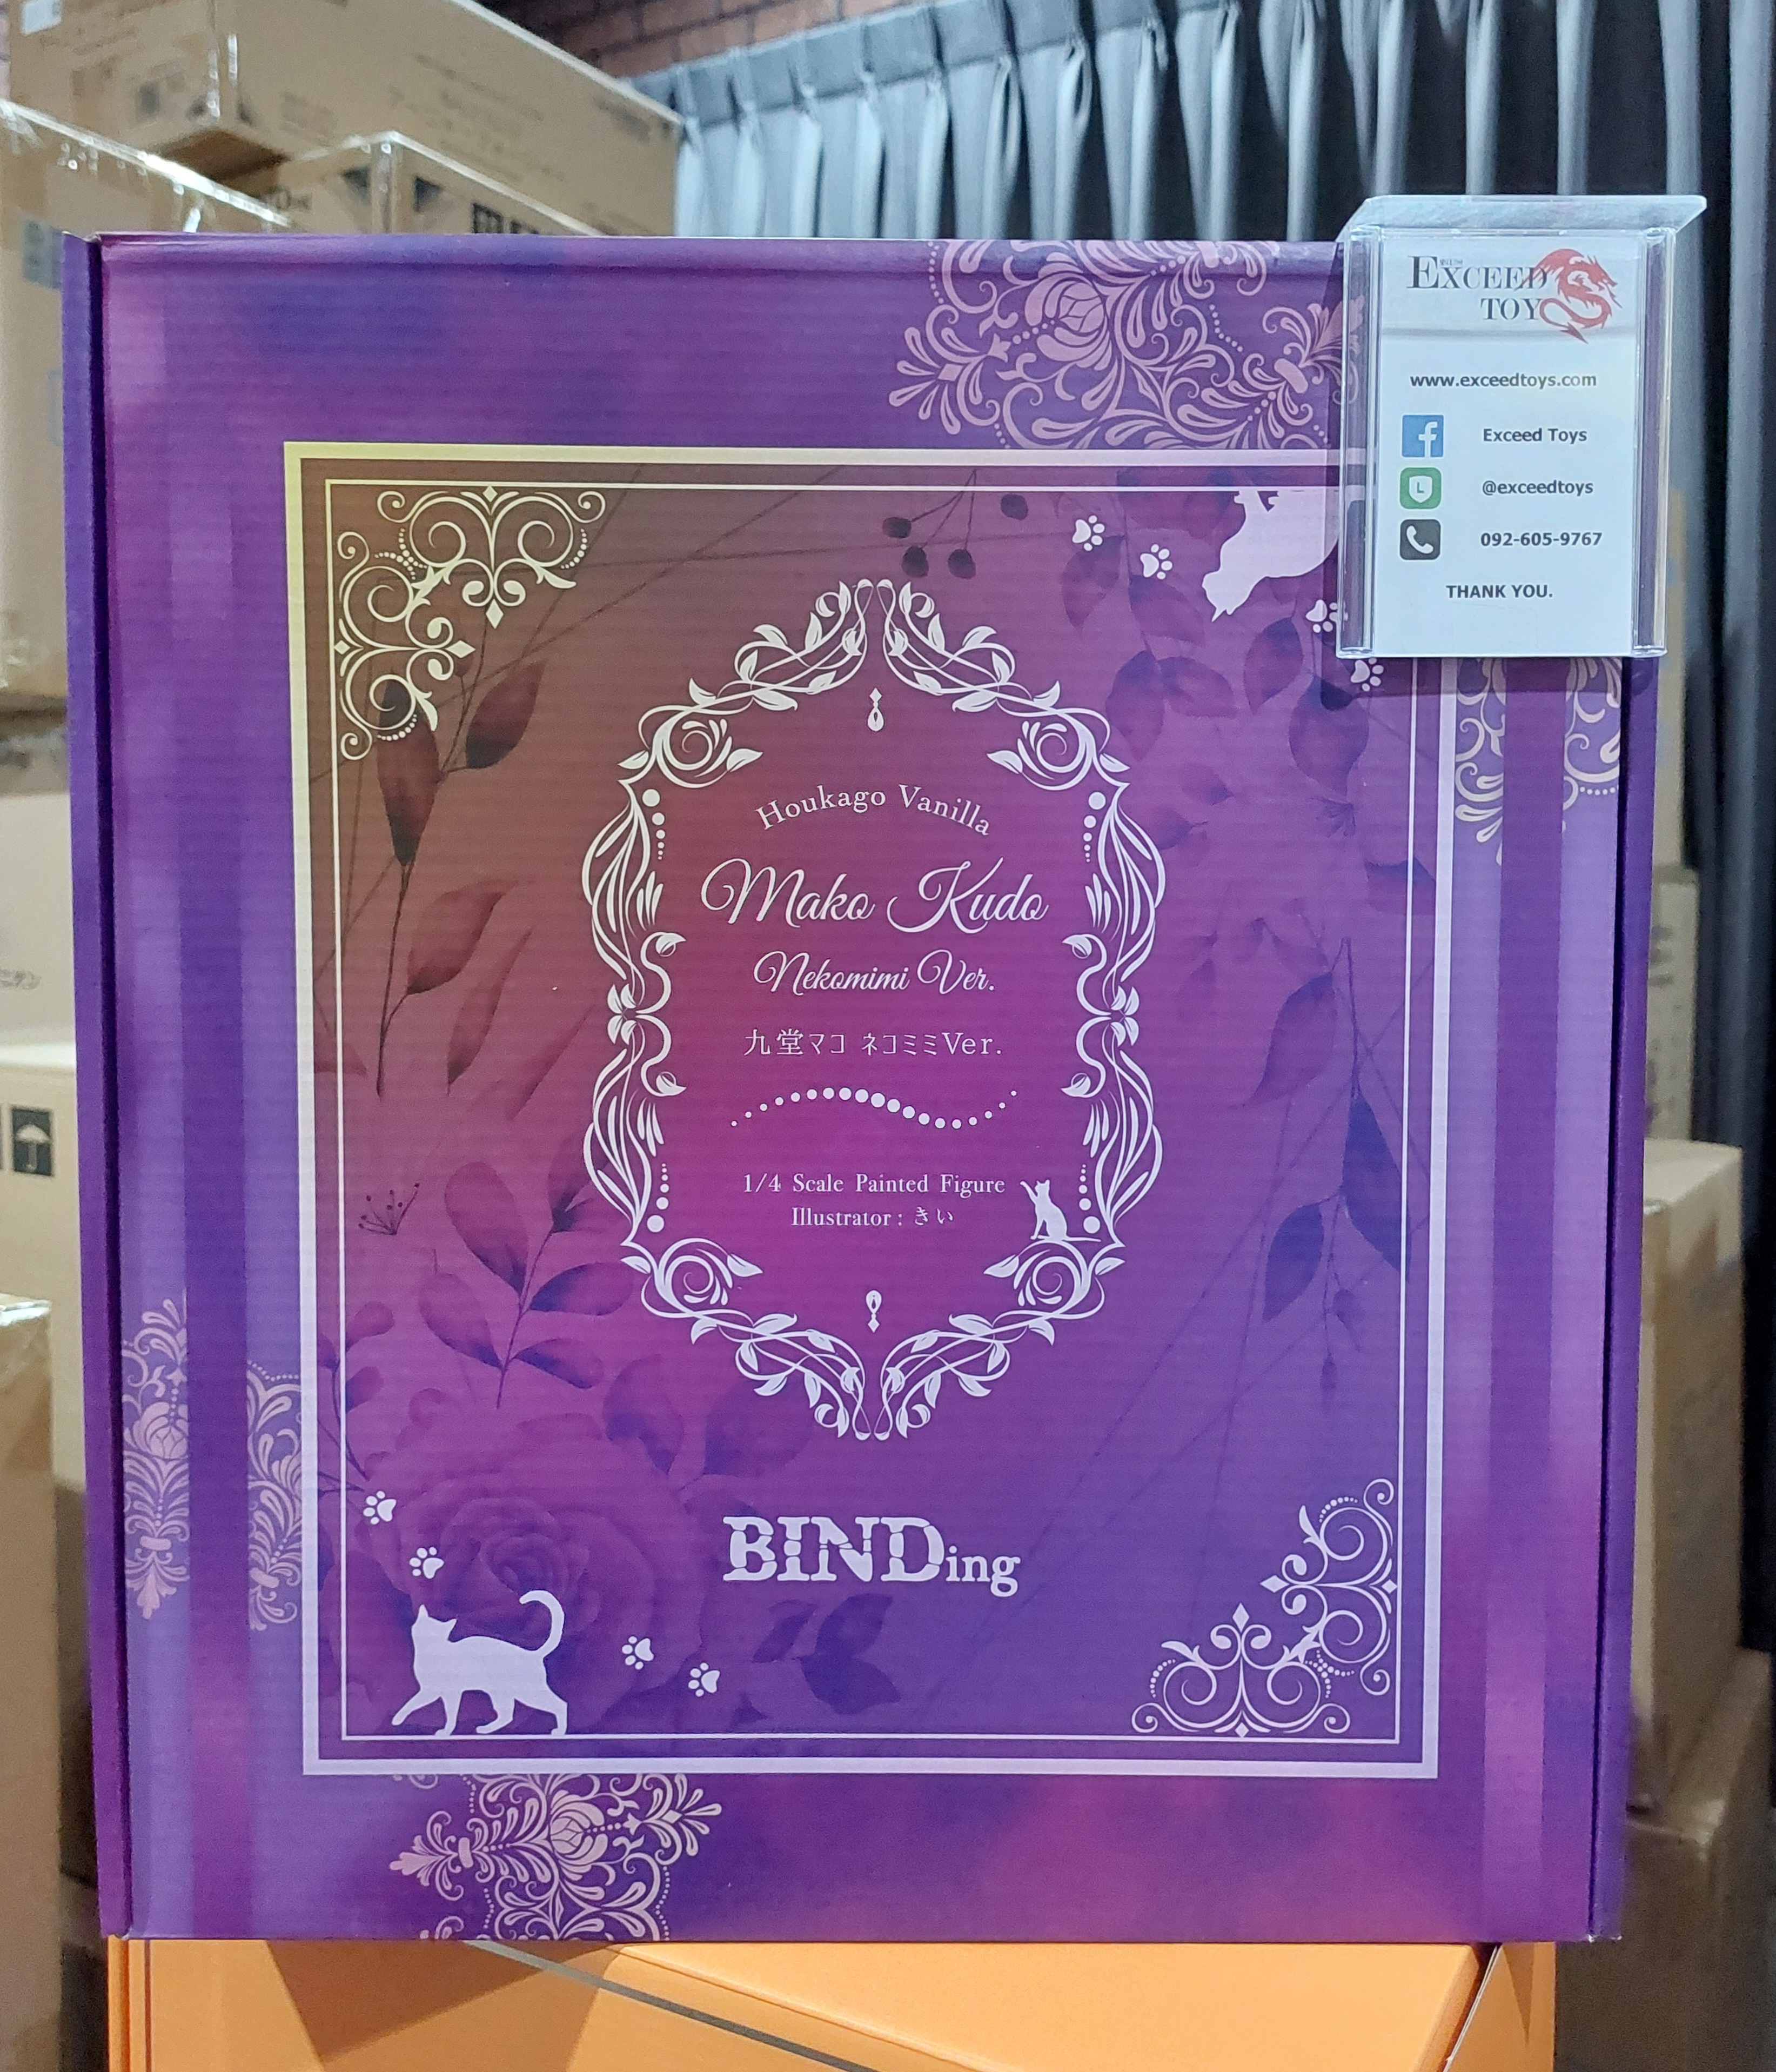 EXCEED
TOYS
www.exceedtoys.com
Exceed Toys
L
@exceedtoys
092-605-9767
THANK YOU.
Houkago Vanilla
Mako Kudo
Nekomimi Ver.
九堂マコ ネコミミVer.
1/4 Scale Painted Figure
Illustrator : きい
BINDing